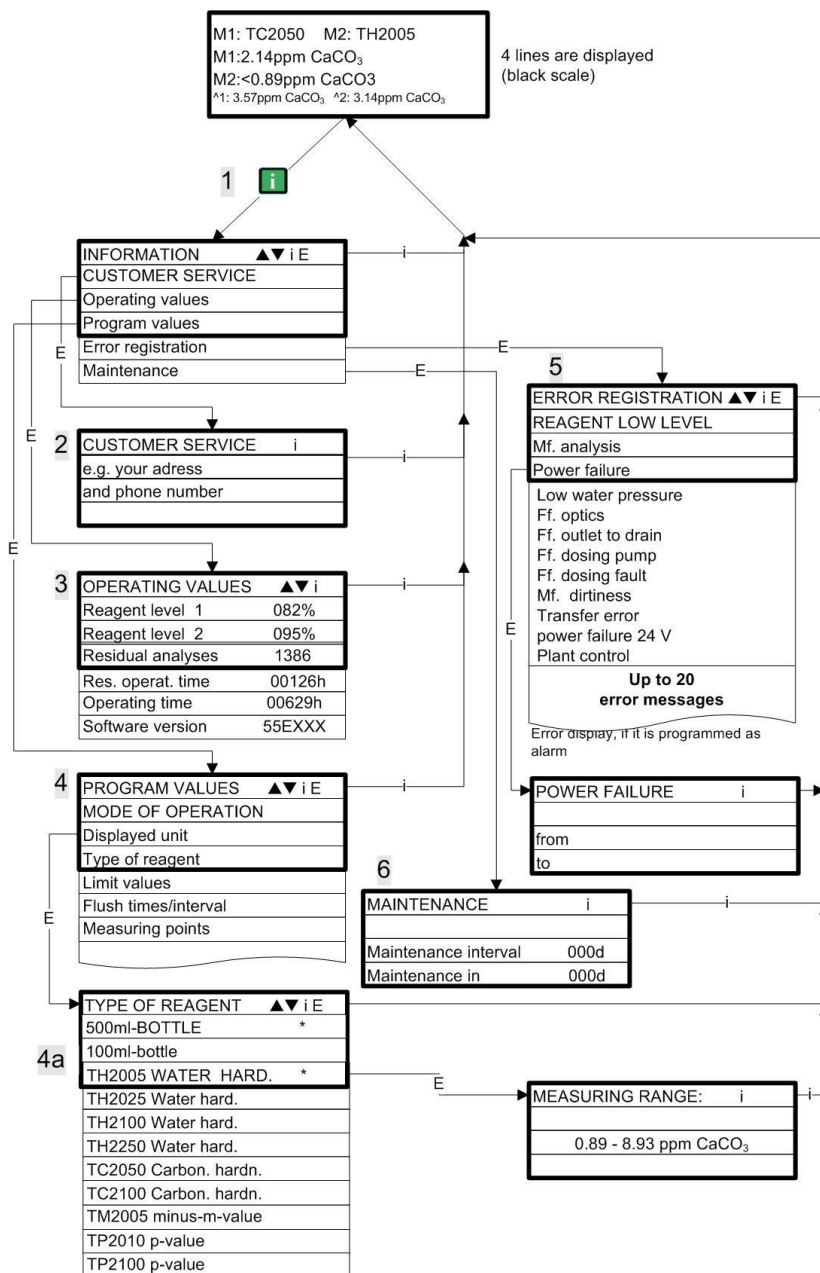 M1: TC2050 M2: TH2005
M1:2.14ppm CaCO₃
M2:<0.89ppm CaCO3
^1: 3.57ppm CaCO₃ ^2: 3.14ppm CaCO₃
4 lines are displayed
(black scale)
1 i
INFORMATION ▲▼ i E
CUSTOMER SERVICE
Operating values
Program values
Error registration
Maintenance
i
E
E
E
E
E
2
CUSTOMER SERVICE i
e.g. your adress
and phone number
i
3
OPERATING VALUES ▲▼ i
Reagent level 1 082%
Reagent level 2 095%
Residual analyses 1386
Res. operat. time 00126h
Operating time 00629h
Software version 55EXXX
i
4
PROGRAM VALUES ▲▼ i E
MODE OF OPERATION
Displayed unit
Type of reagent
Limit values
Flush times/interval
Measuring points
i
E
4a
TYPE OF REAGENT ▲▼ i E
500ml-BOTTLE *
100ml-bottle
TH2005 WATER HARD. *
TH2025 Water hard.
TH2100 Water hard.
TH2250 Water hard.
TC2050 Carbon. hardn.
TC2100 Carbon. hardn.
TM2005 minus-m-value
TP2010 p-value
TP2100 p-value
E
5
ERROR REGISTRATION ▲▼ i E
REAGENT LOW LEVEL
Mf. analysis
Power failure
Low water pressure
Ff. optics
Ff. outlet to drain
Ff. dosing pump
Ff. dosing fault
Mf. dirtiness
Transfer error
power failure 24 V
Plant control
Up to 20
error messages
Error display, if it is programmed as
alarm
E
POWER FAILURE i
from
to
6
MAINTENANCE i
Maintenance interval 000d
Maintenance in 000d
i
MEASURING RANGE: i
0.89 - 8.93 ppm CaCO₃
i